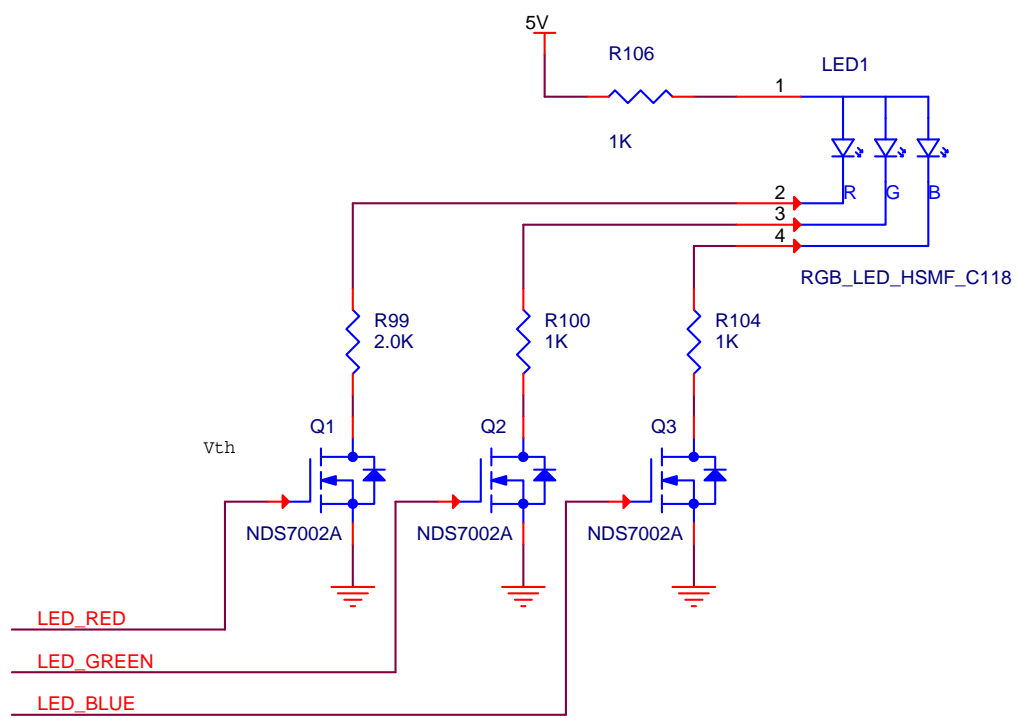 5V
R106
LED1
1
1K
2
R
G
B
3
4
RGB_LED_HSMF_C118
R99
2.0K
R100
1K
R104
1K
Q1
Q2
Q3
Vth
NDS7002A
NDS7002A
NDS7002A
LED_RED
LED_GREEN
LED_BLUE